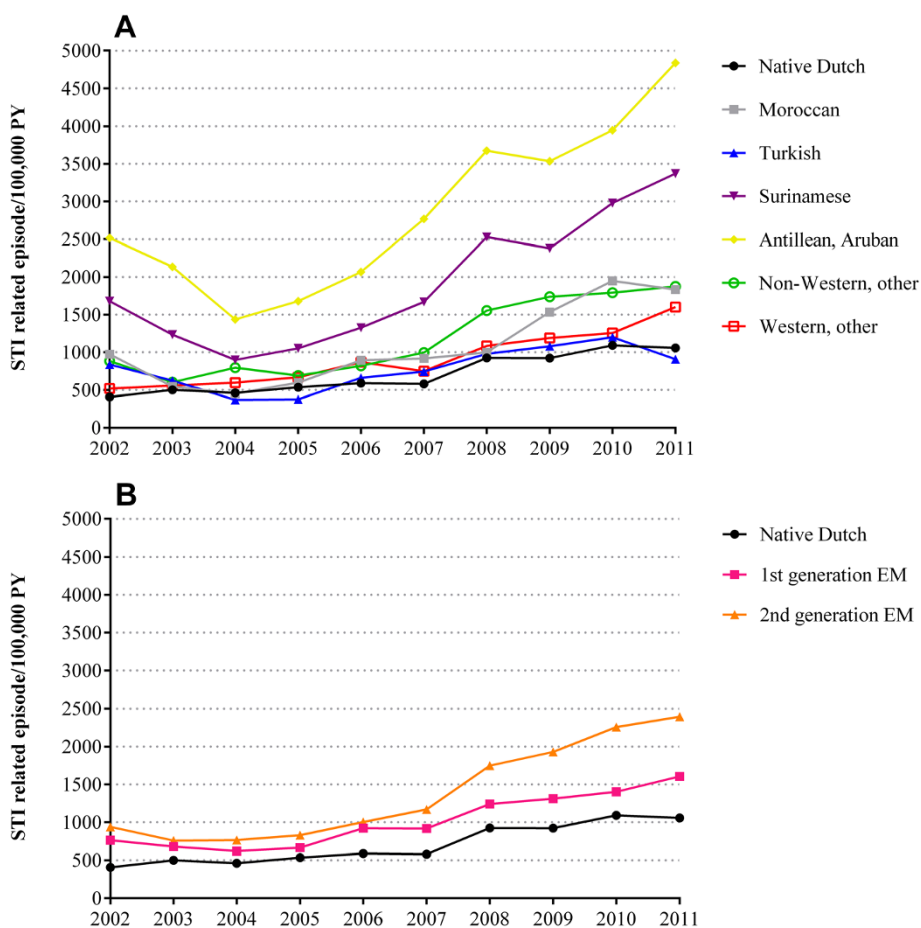 A
STI related episode/100,000 PY
5000
4500
4000
3500
3000
2500
2000
1500
1000
500
0
2002 2003 2004 2005 2006 2007 2008 2009 2010 2011
Native Dutch
Moroccan
Turkish
Surinamese
Antillean, Aruban
Non-Western, other
Western, other
B
STI related episode/100,000 PY
5000
4500
4000
3500
3000
2500
2000
1500
1000
500
0
2002 2003 2004 2005 2006 2007 2008 2009 2010 2011
Native Dutch
1st generation EM
2nd generation EM